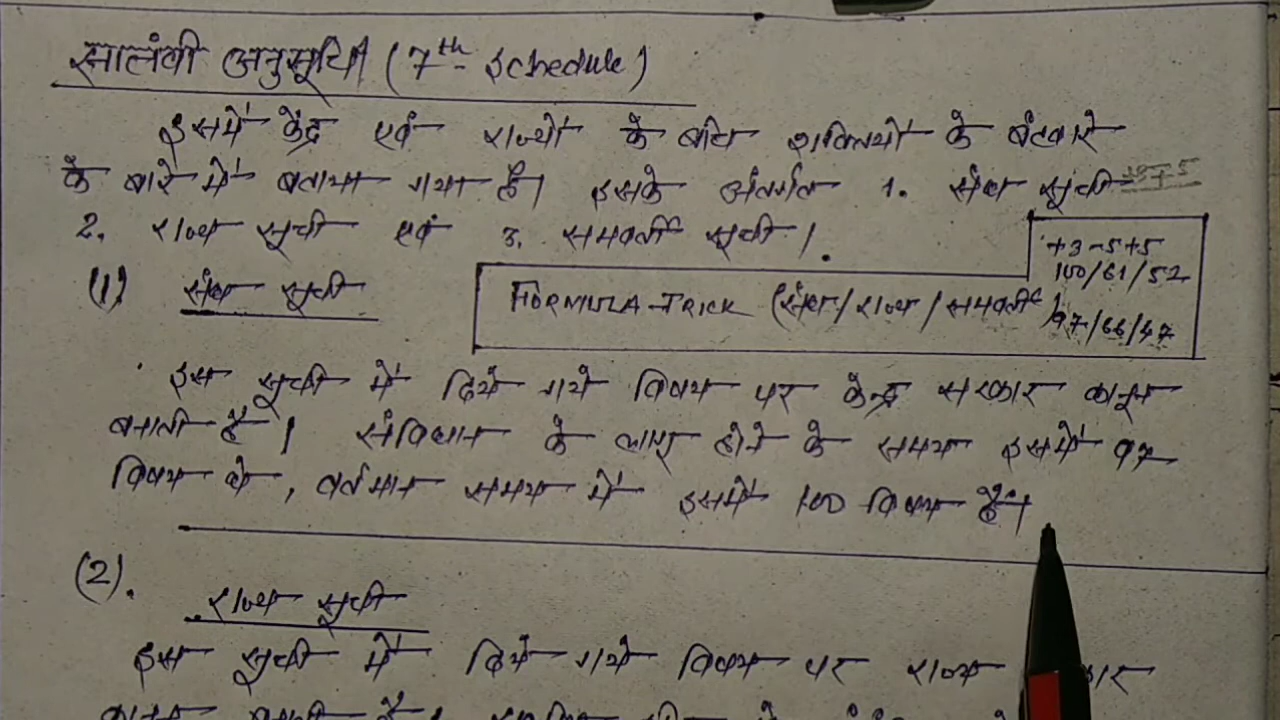 सातंवी अनुसूचि (7th schedule)
इसमें केंद्र एवं राज्यों के बीच शक्तियों के बंटवारे
के बारे में बताया गया है। इसके अंतर्गत 1. संघ सूची
2. राज्य सूची एवं 3. समवर्ती सूची।
+3-5+5
100/61/52
(1) संघ सूची
FORMULA-TRICK (संघ/राज्य/समवर्ती)
97/66/47
इस सूची में दिये गये विषय पर केन्द्र सरकार कानून
बनाती है। संविधान के लागू होने के समय इसमें 97
विषय थे, वर्तमान समय में इसमें 100 विषय हैं।
(2).
राज्य सूची
इस सूची में दिये गये विषय पर राज्य